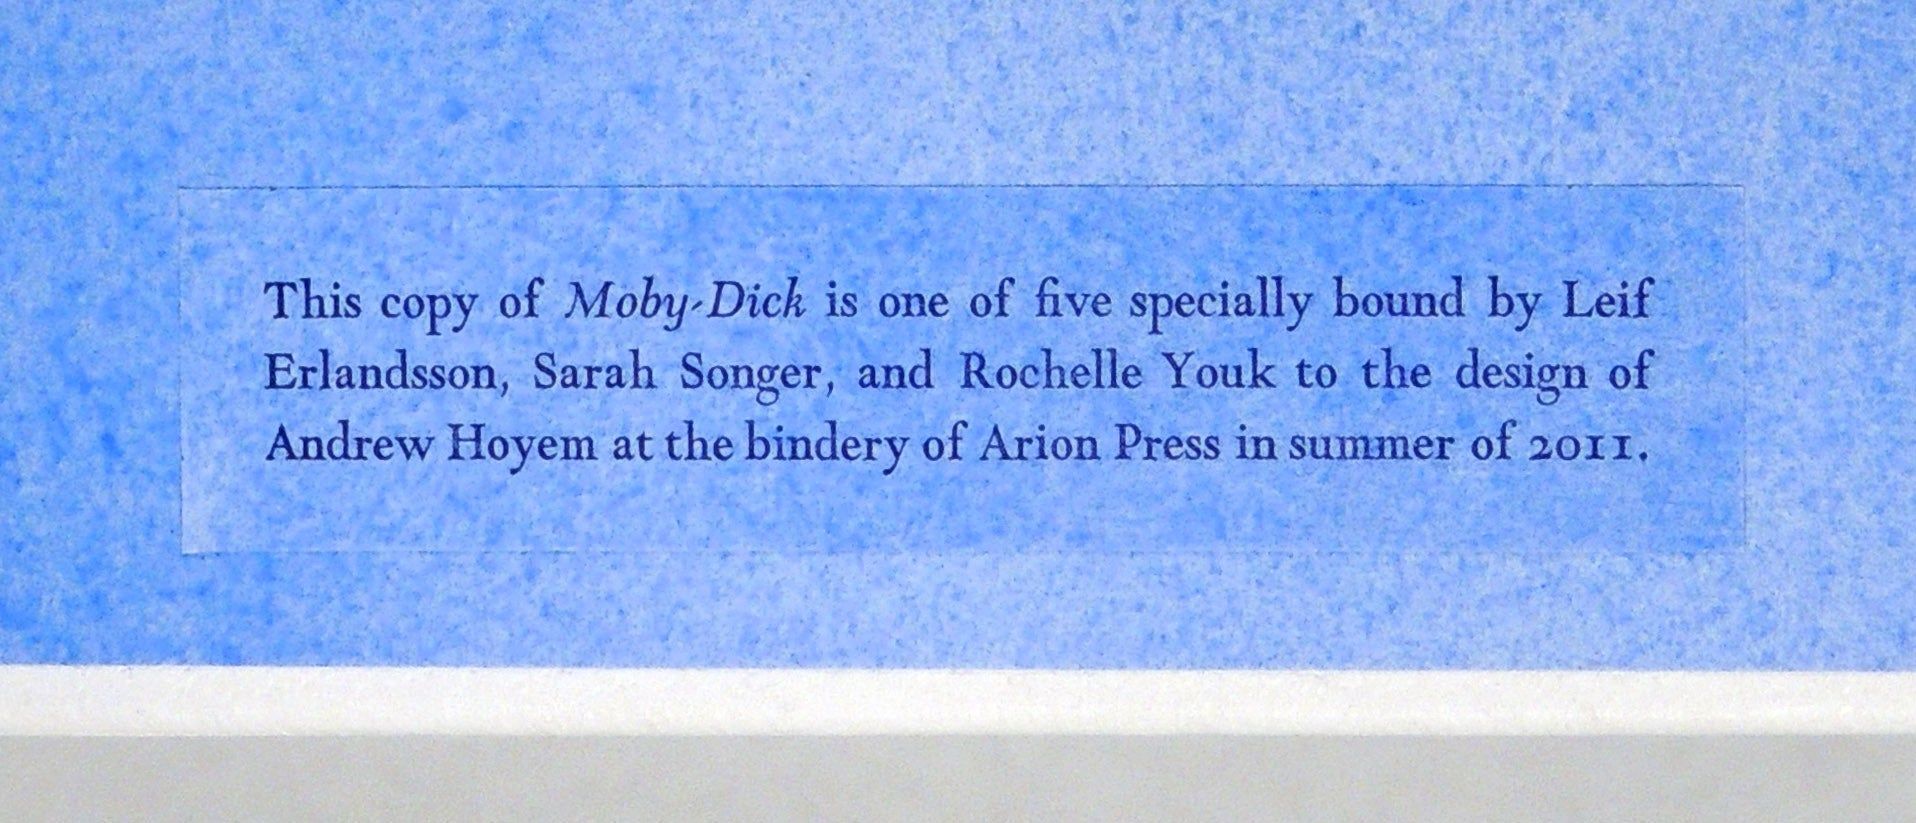 This copy of Moby-Dick is one of five specially bound by Leif
Erlandsson, Sarah Songer, and Rochelle Youk to the design of
Andrew Hoyem at the bindery of Arion Press in summer of 2011.